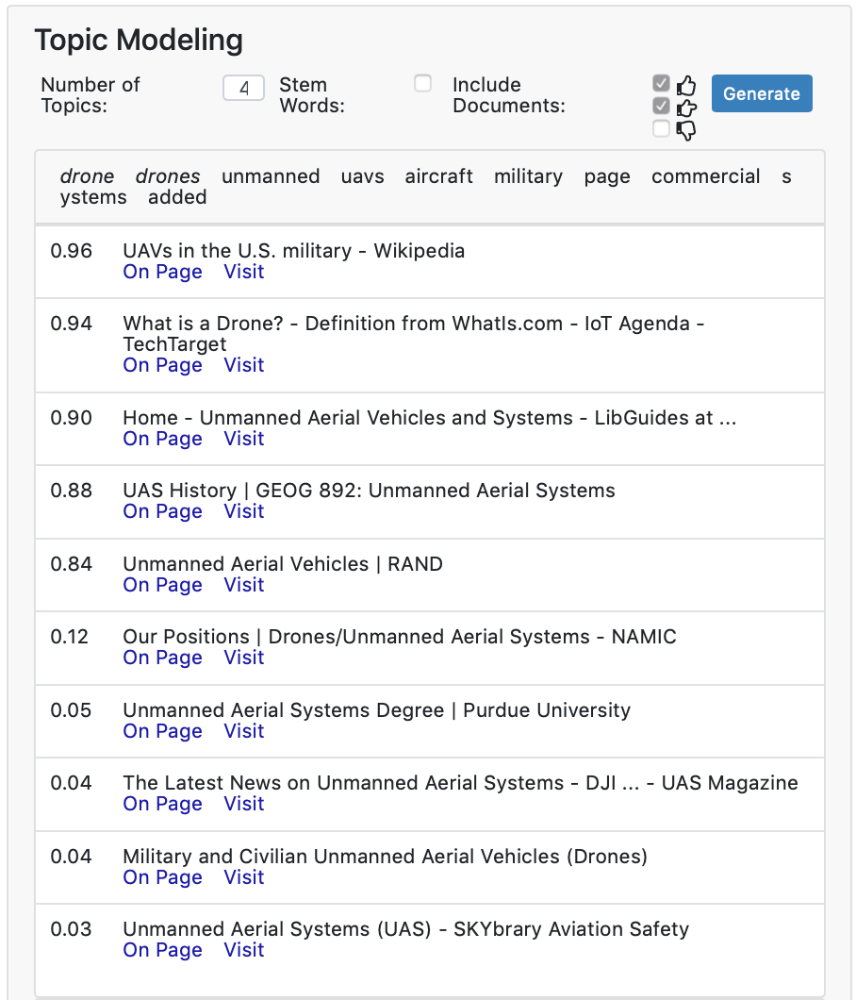 Topic Modeling
Number of Topics: 4 Stem Words: Include Documents: Generate
drone drones unmanned uavs aircraft military page commercial s
ystems added
0.96 UAVs in the U.S. military - Wikipedia
On Page Visit
0.94 What is a Drone? - Definition from WhatIs.com - IoT Agenda -
TechTarget
On Page Visit
0.90 Home - Unmanned Aerial Vehicles and Systems - LibGuides at ...
On Page Visit
0.88 UAS History | GEOG 892: Unmanned Aerial Systems
On Page Visit
0.84 Unmanned Aerial Vehicles | RAND
On Page Visit
0.12 Our Positions | Drones/Unmanned Aerial Systems - NAMIC
On Page Visit
0.05 Unmanned Aerial Systems Degree | Purdue University
On Page Visit
0.04 The Latest News on Unmanned Aerial Systems - DJI ... - UAS Magazine
On Page Visit
0.04 Military and Civilian Unmanned Aerial Vehicles (Drones)
On Page Visit
0.03 Unmanned Aerial Systems (UAS) - SKYbrary Aviation Safety
On Page Visit